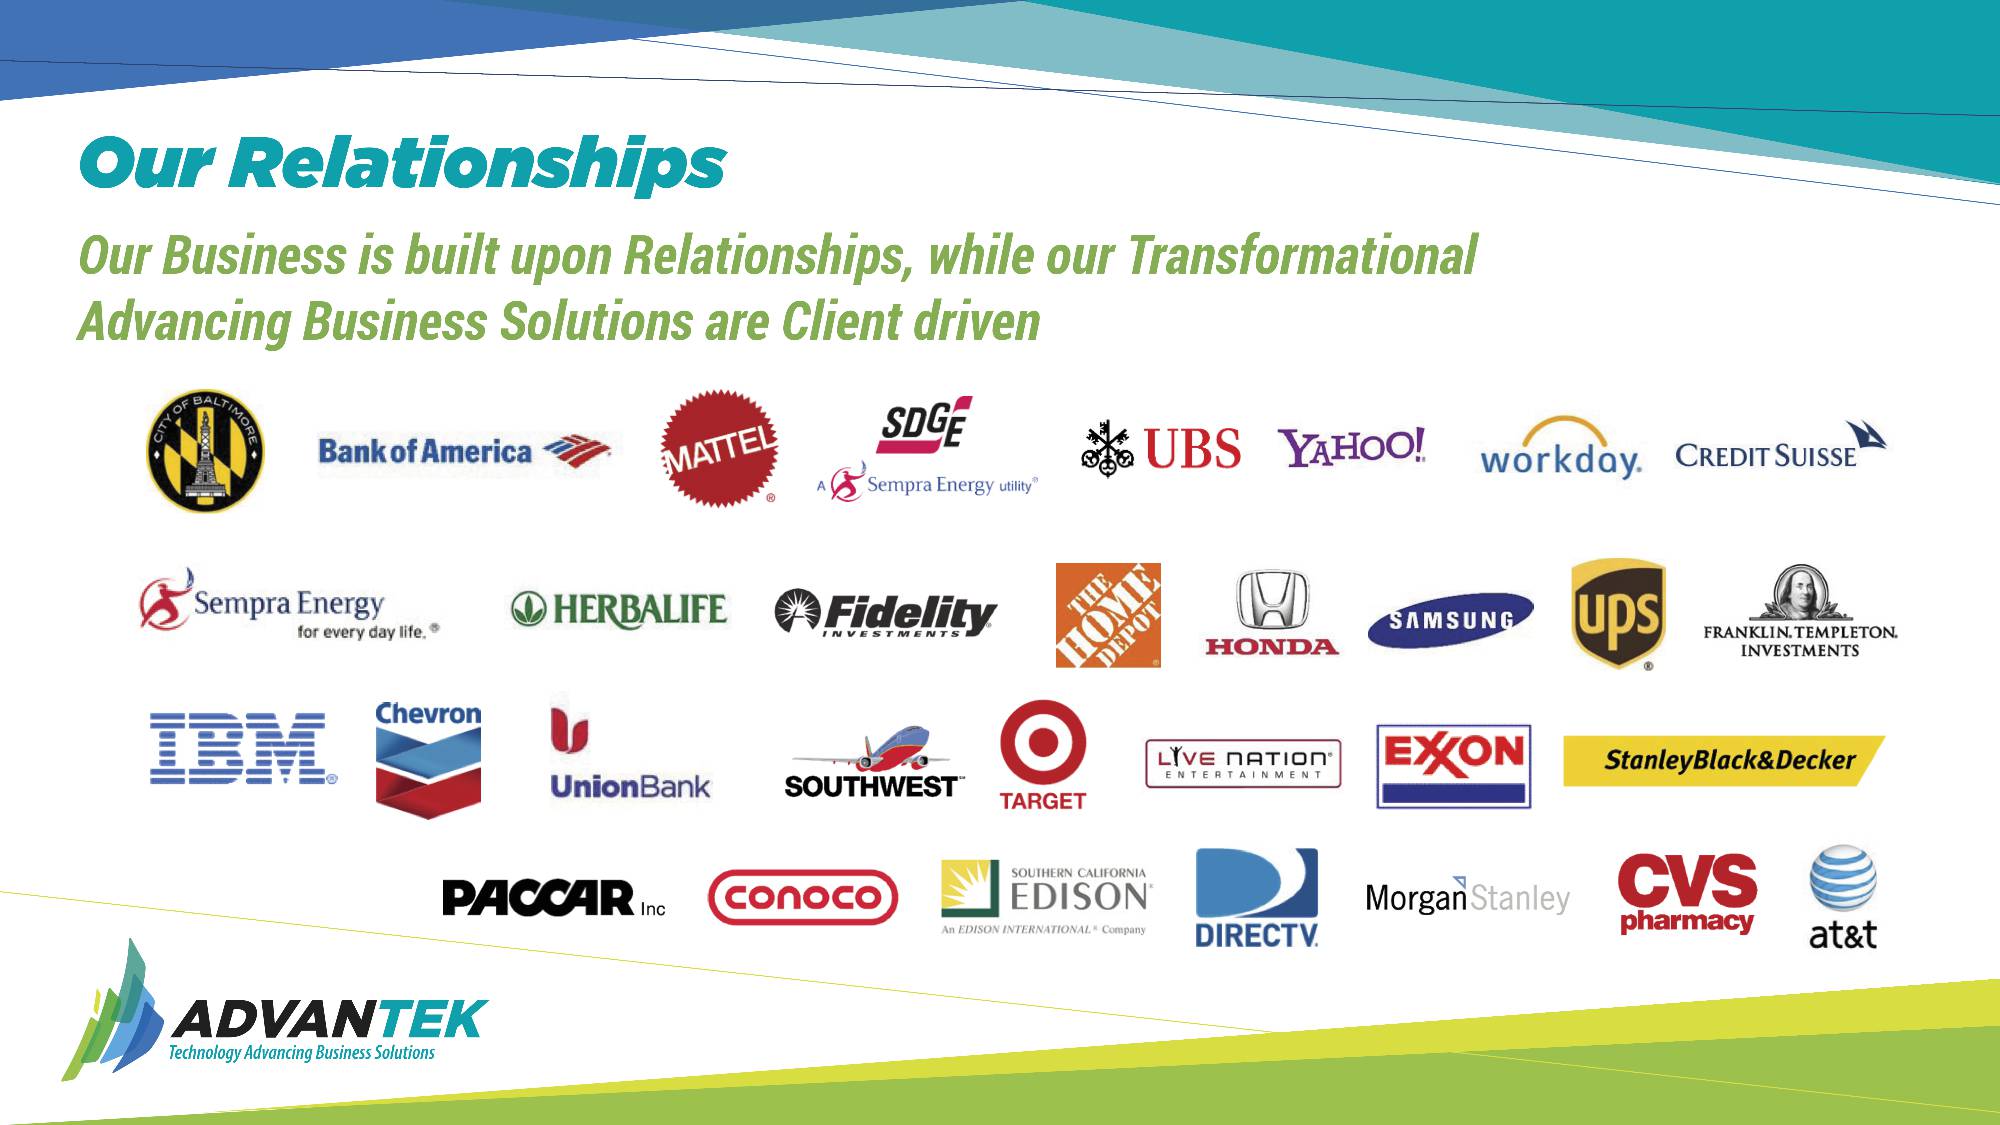 Our Relationships
Our Business is built upon Relationships, while our Transformational
Advancing Business Solutions are Client driven
CITY OF BALTIMORE
Bank of America
MATTEL ®
SDGE
A Sempra Energy utility®
UBS
YAHOO!
workday.
CREDIT SUISSE
Sempra Energy
for every day life.®
HERBALIFE
Fidelity
INVESTMENTS
THE
HOME
DEPOT
HONDA
SAMSUNG
ups ®
FRANKLIN TEMPLETON
INVESTMENTS
IBM®
Chevron
UnionBank
SOUTHWEST
TARGET
LIVE NATION®
ENTERTAINMENT
EXXON
StanleyBlack&Decker
PACCAR Inc
conoco
SOUTHERN CALIFORNIA
EDISON®
An EDISON INTERNATIONAL® Company
DIRECTV.
MorganStanley
CVS
pharmacy
at&t
ADVANTEK
Technology Advancing Business Solutions